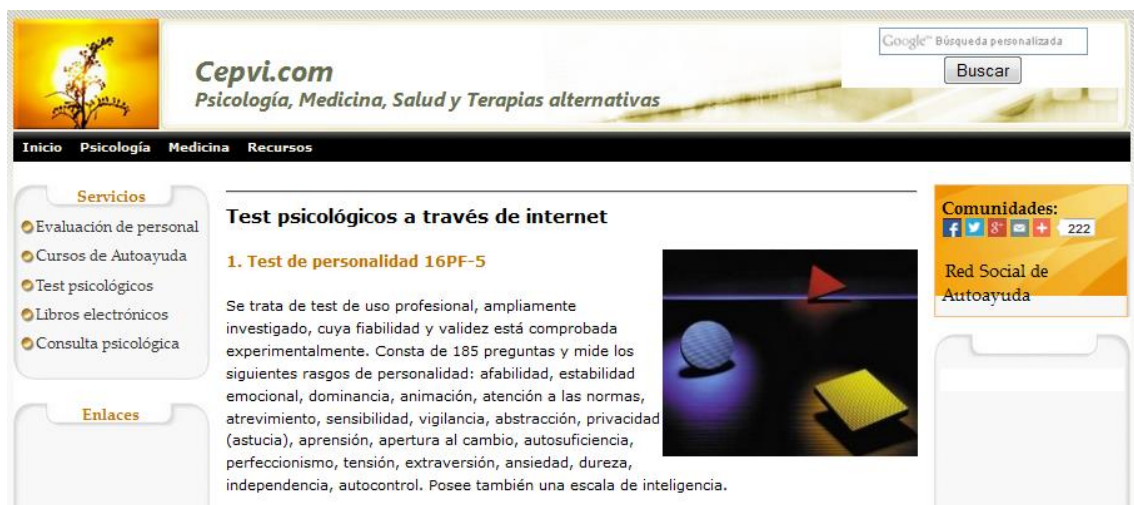 Google™ Búsqueda personalizada
Buscar
Cepvi.com
Psicología, Medicina, Salud y Terapias alternativas
Inicio Psicología Medicina Recursos
Servicios
Evaluación de personal
Cursos de Autoayuda
Test psicológicos
Libros electrónicos
Consulta psicológica
Enlaces
Test psicológicos a través de internet
1. Test de personalidad 16PF-5
Se trata de test de uso profesional, ampliamente
investigado, cuya fiabilidad y validez está comprobada
experimentalmente. Consta de 185 preguntas y mide los
siguientes rasgos de personalidad: afabilidad, estabilidad
emocional, dominancia, animación, atención a las normas,
atrevimiento, sensibilidad, vigilancia, abstracción, privacidad
(astucia), aprensión, apertura al cambio, autosuficiencia,
perfeccionismo, tensión, extraversión, ansiedad, dureza,
independencia, autocontrol. Posee también una escala de inteligencia.
Comunidades:
222
Red Social de
Autoayuda